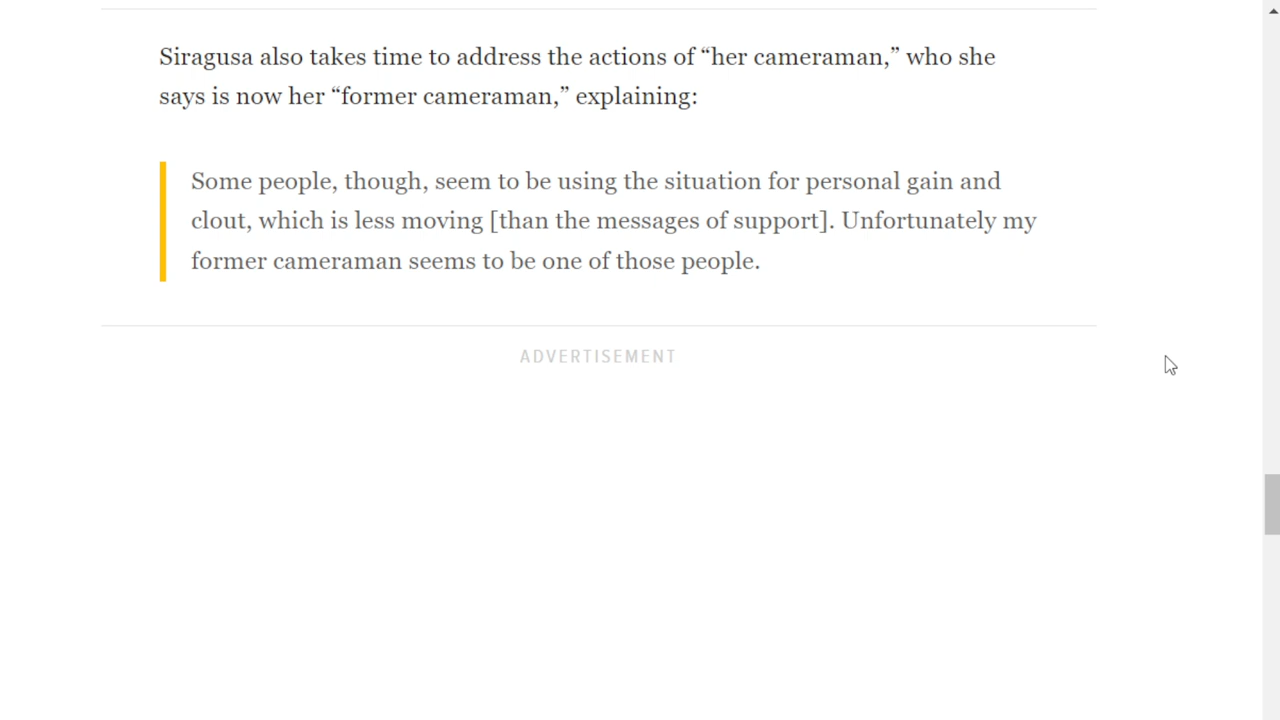 Siragusa also takes time to address the actions of “her cameraman,” who she
says is now her “former cameraman,” explaining:
Some people, though, seem to be using the situation for personal gain and
clout, which is less moving [than the messages of support]. Unfortunately my
former cameraman seems to be one of those people.
ADVERTISEMENT